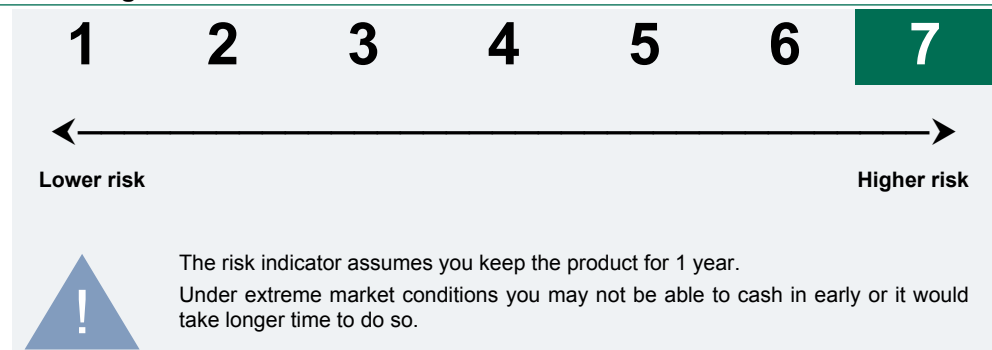 1 2 3 4 5 6 7
Lower risk Higher risk
!
The risk indicator assumes you keep the product for 1 year.
Under extreme market conditions you may not be able to cash in early or it would
take longer time to do so.